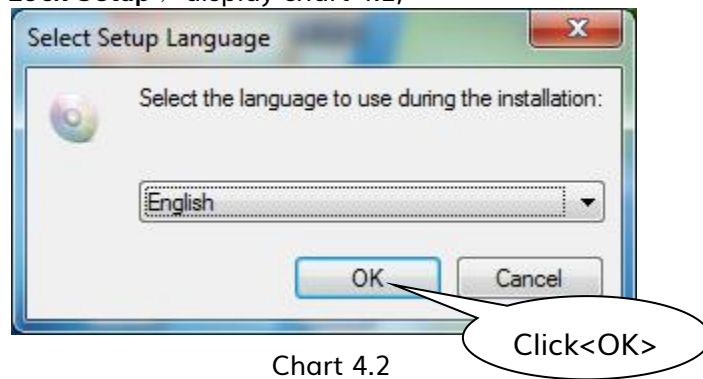 Select Setup Language
Select the language to use during the installation:
English
OK Cancel
Click<OK>
Chart 4.2